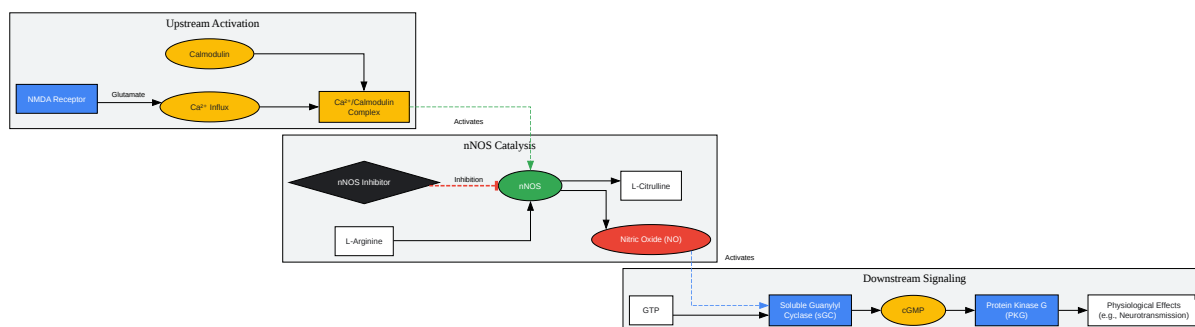 Upstream Activation
Calmodulin
NMDA Receptor
Glutamate
Ca²⁺ Influx
Ca²⁺/Calmodulin
Complex
Activates
nNOS Catalysis
nNOS Inhibitor
Inhibition
nNOS
L-Citrulline
L-Arginine
Nitric Oxide (NO)
Activates
Downstream Signaling
GTP
Soluble Guanylyl
Cyclase (sGC)
cGMP
Protein Kinase G
(PKG)
Physiological Effects
(e.g., Neurotransmission)